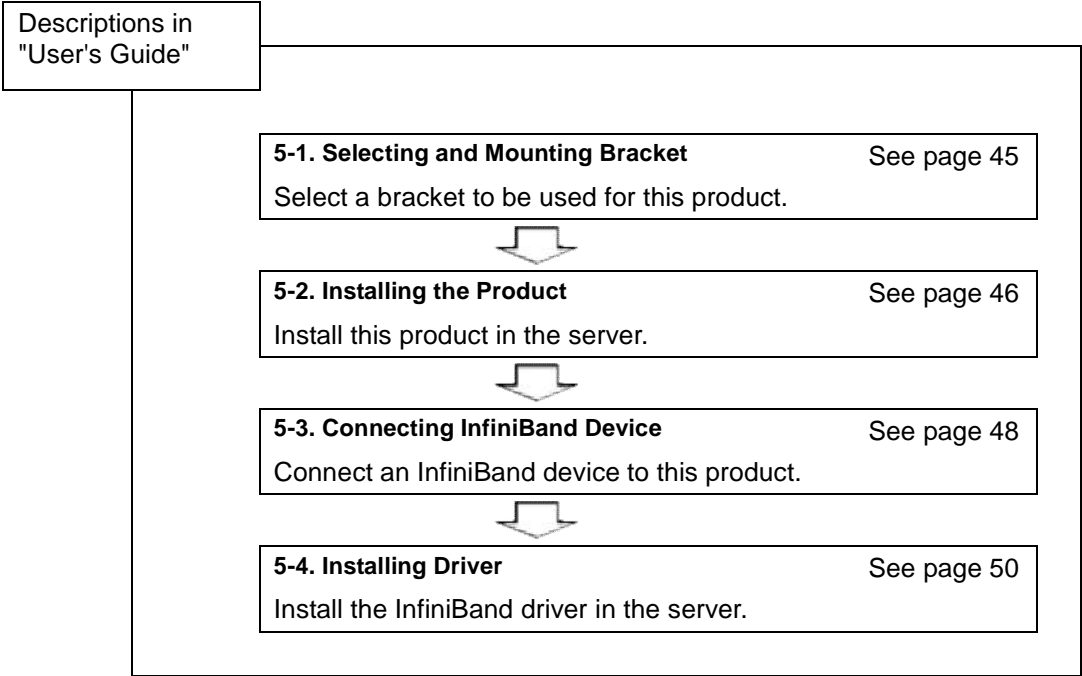 Descriptions in
"User's Guide"
5-1. Selecting and Mounting Bracket See page 45
Select a bracket to be used for this product.
5-2. Installing the Product See page 46
Install this product in the server.
5-3. Connecting InfiniBand Device See page 48
Connect an InfiniBand device to this product.
5-4. Installing Driver See page 50
Install the InfiniBand driver in the server.